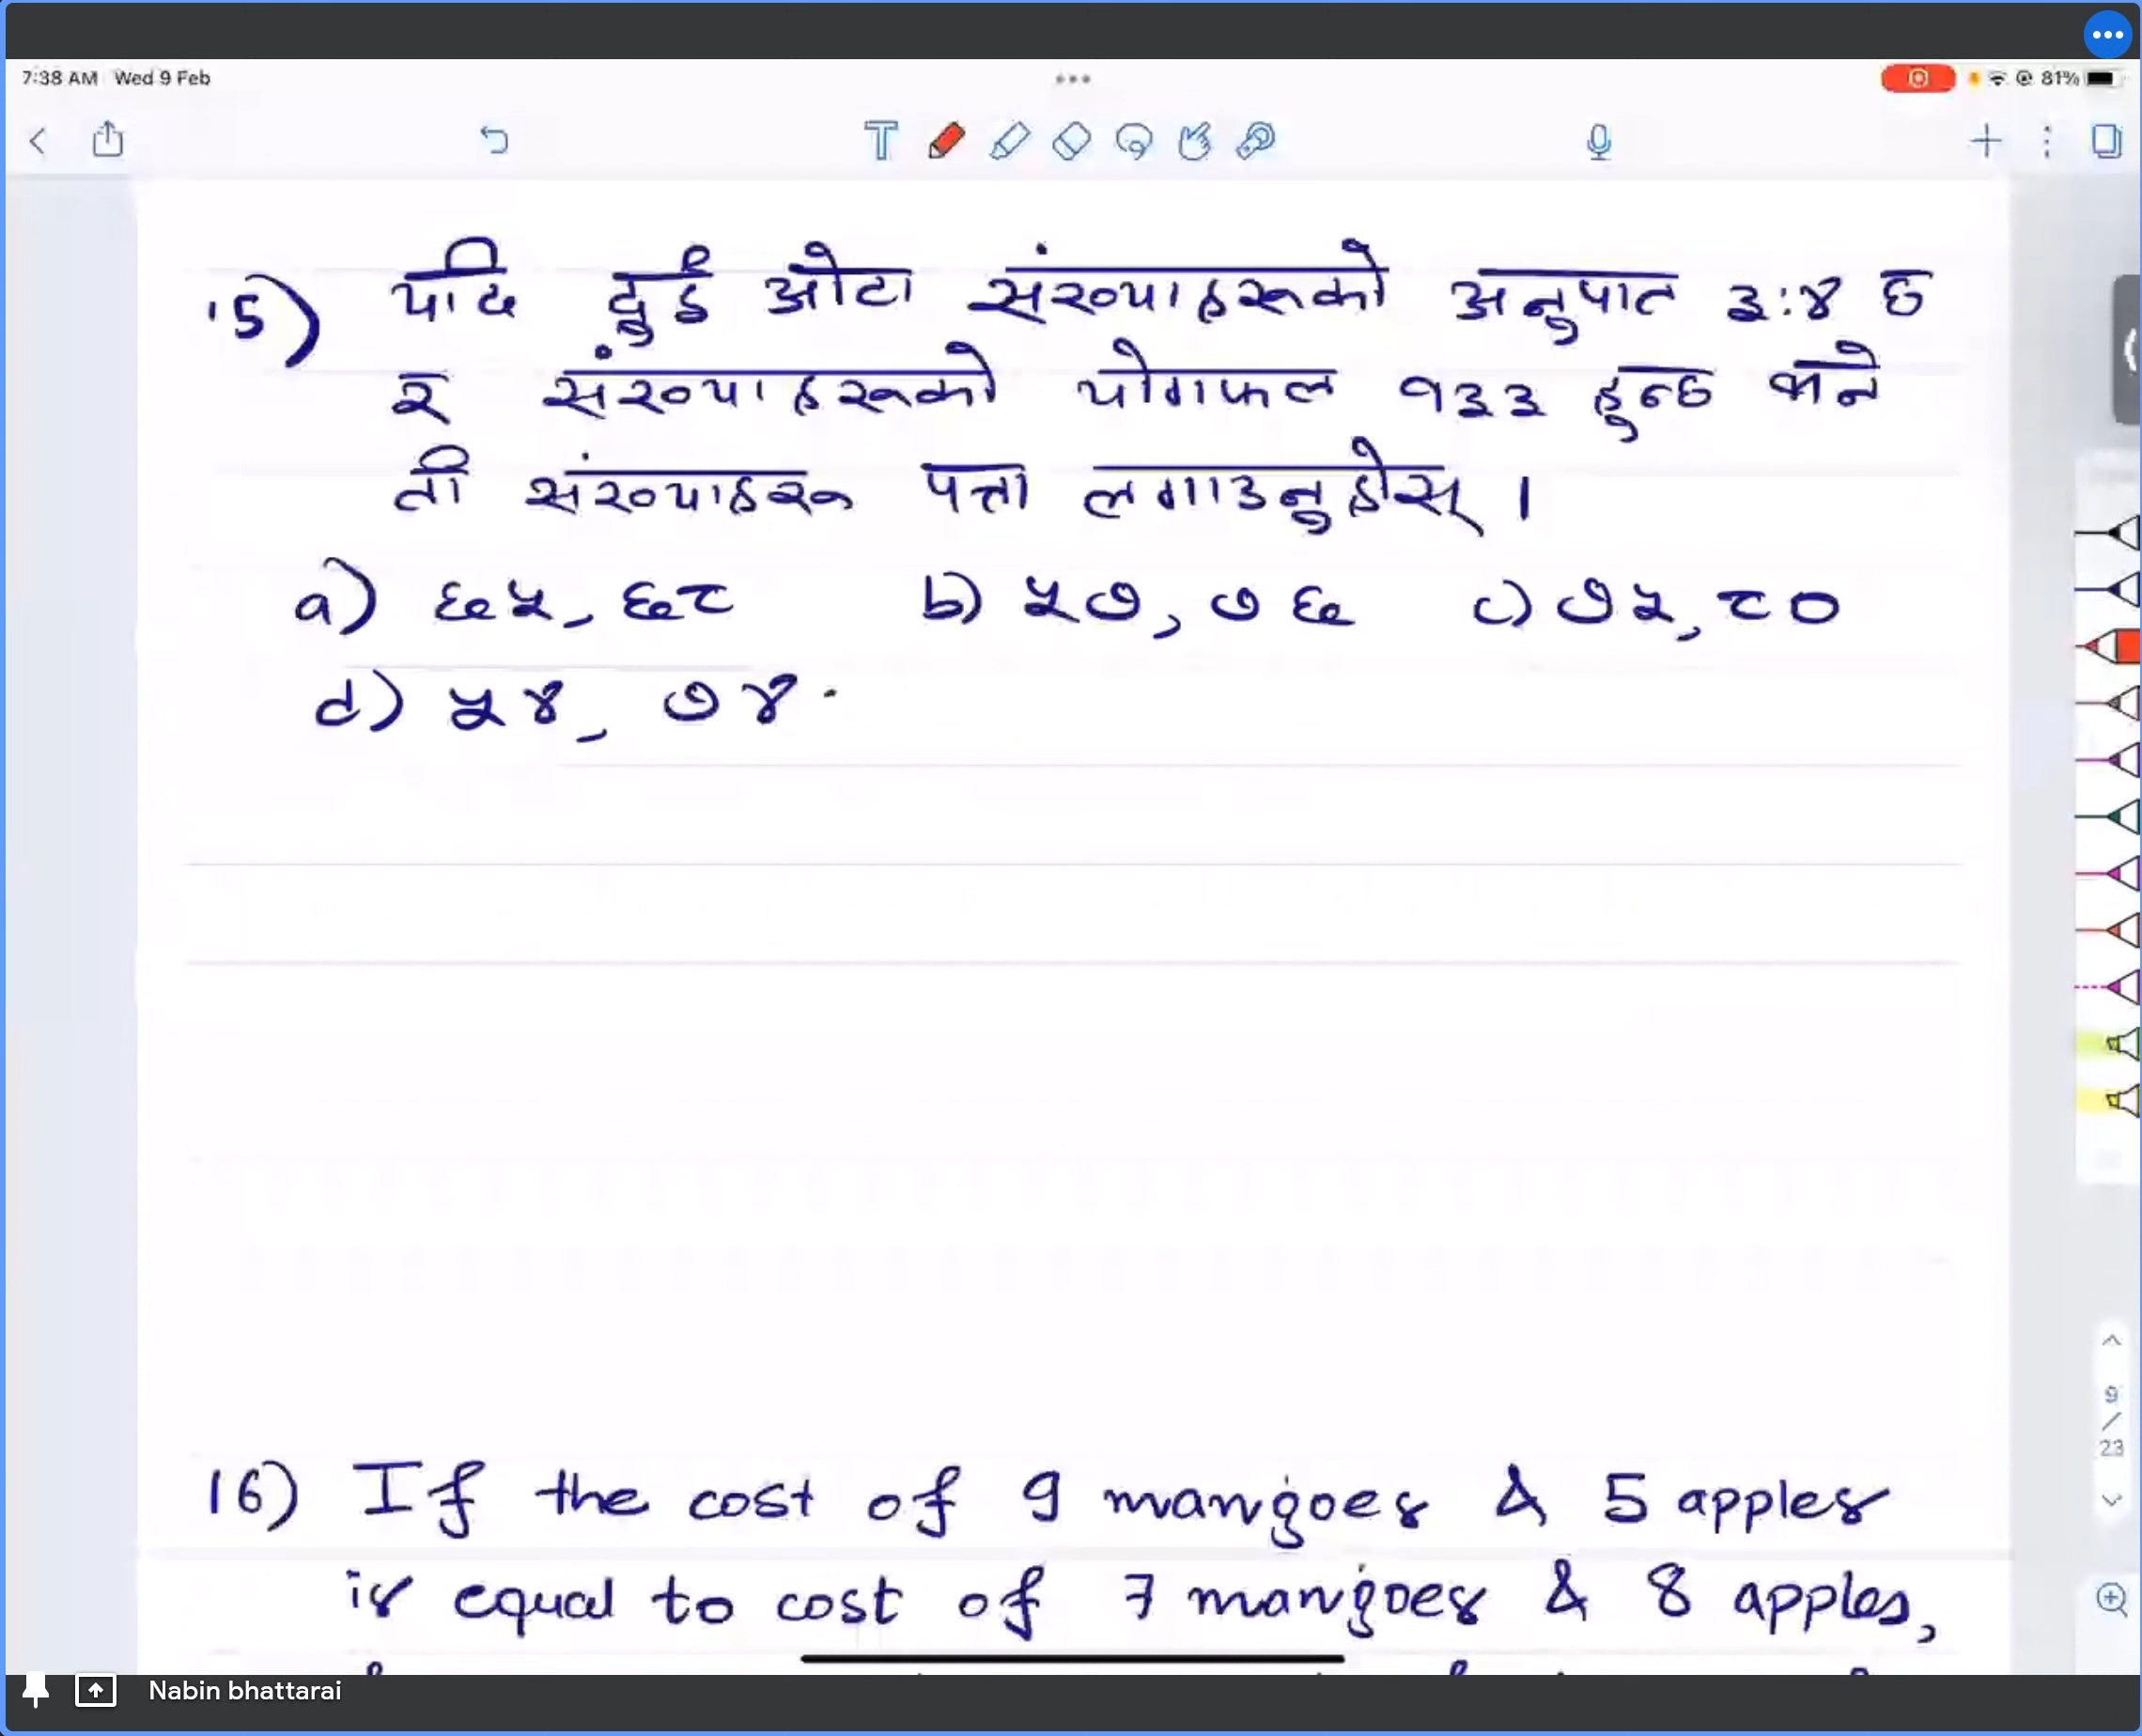 7:38 AM Wed 9 Feb
81%
15) यदि दुई ओटा संख्याहरूको अनुपात ३:४ छ
र संख्याहरूको योगफल १३३ हुन्छ भने
ती संख्याहरू पत्ता लगाउनुहोस् ।
a) ६५, ६८ b) ५७, ७६ c) ७५, ८०
d) ५४, ७४.
16) If the cost of 9 mangoes & 5 apples
is equal to cost of 7 mangoes & 8 apples,
9
/
23
Nabin bhattarai